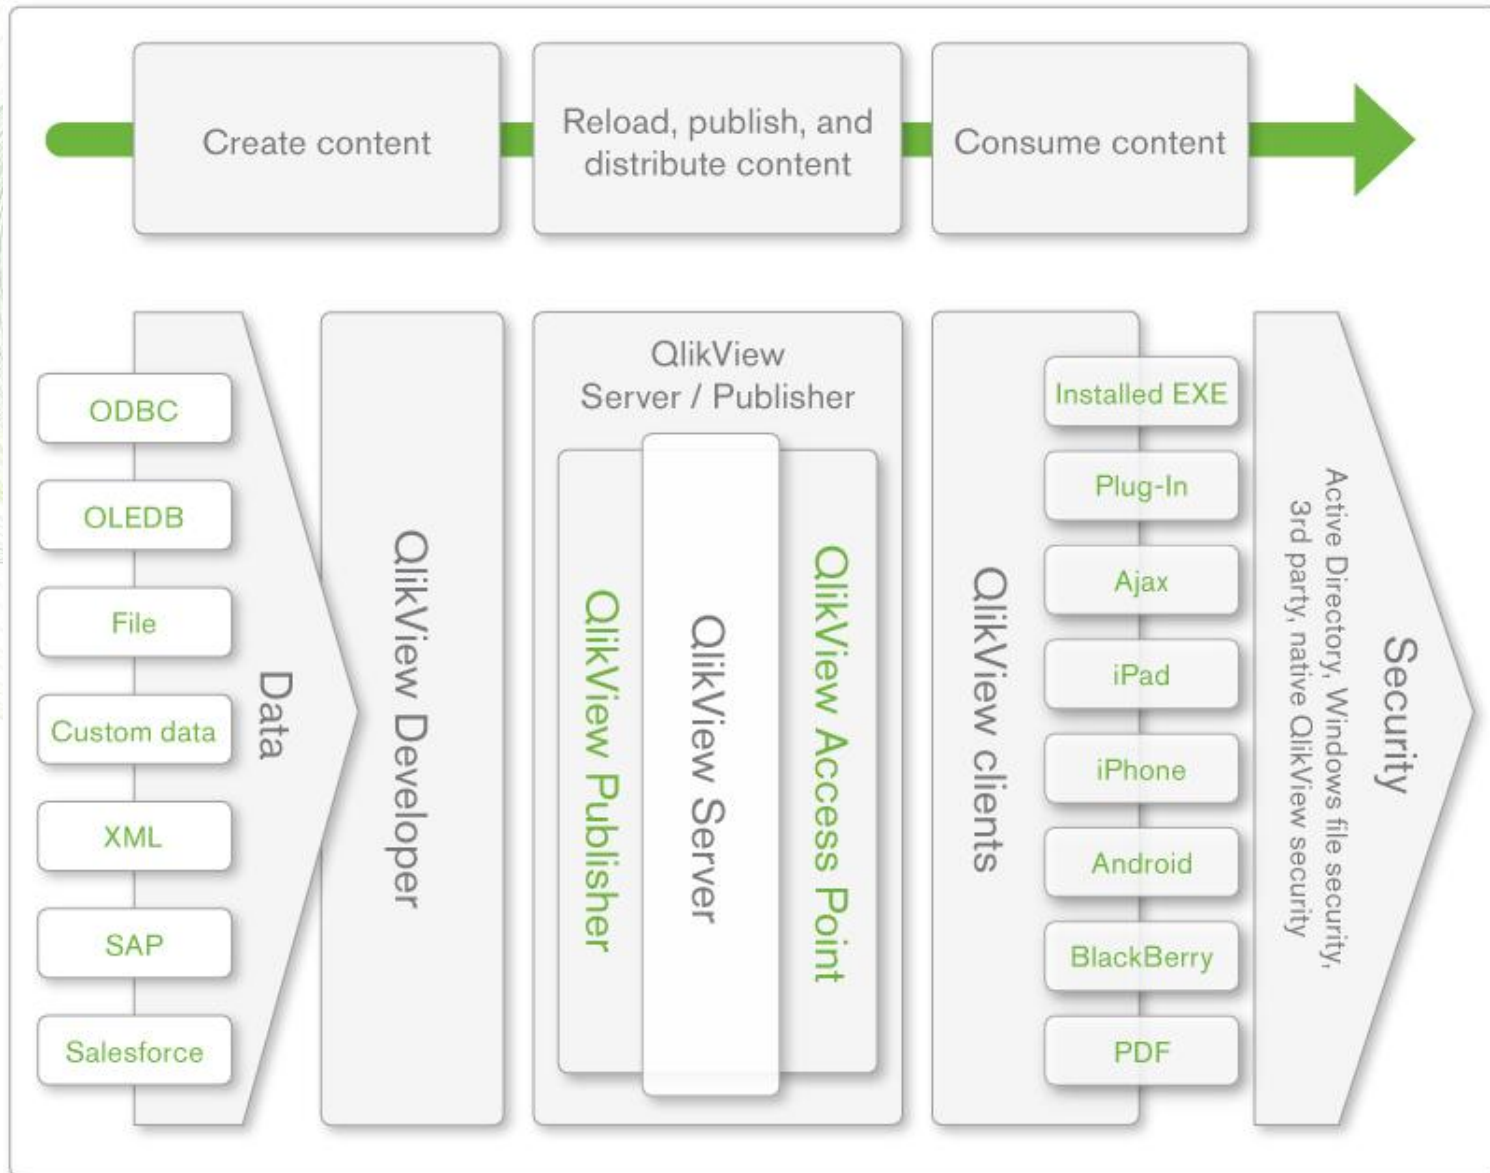 Create content
Reload, publish, and
distribute content
Consume content
ODBC
OLEDB
File
Custom data
XML
SAP
Salesforce
Data
QlikView Developer
QlikView
Server / Publisher
QlikView Publisher
QlikView Server
QlikView Access Point
QlikView clients
Installed EXE
Plug-In
Ajax
iPad
iPhone
Android
BlackBerry
PDF
Security
Active Directory, Windows file security,
3rd party, native QlikView security